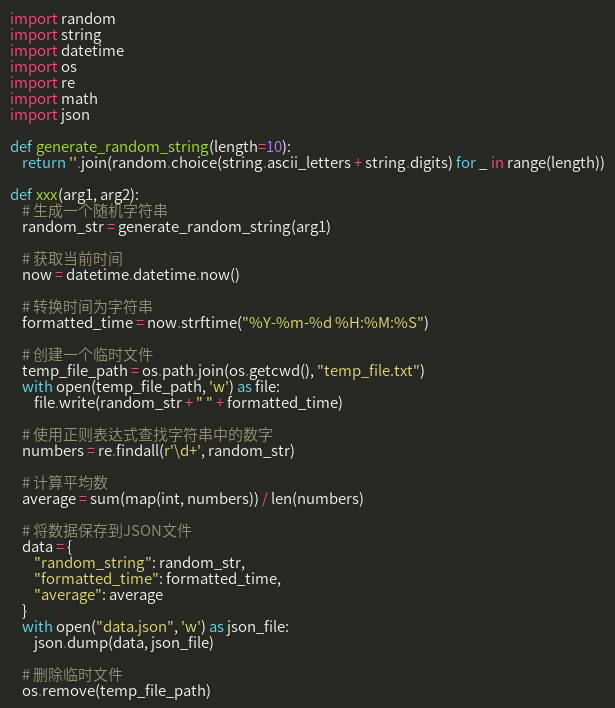 import random
import string
import datetime
import os
import re
import math
import json
def generate_random_string(length=10):
return ''.join(random.choice(string.ascii_letters + string.digits) for _ in range(length))
def xxx(arg1, arg2):
# 生成一个随机字符串
random_str = generate_random_string(arg1)
# 获取当前时间
now = datetime.datetime.now()
# 转换时间为字符串
formatted_time = now.strftime("%Y-%m-%d %H:%M:%S")
# 创建一个临时文件
temp_file_path = os.path.join(os.getcwd(), "temp_file.txt")
with open(temp_file_path, 'w') as file:
file.write(random_str + " " + formatted_time)
# 使用正则表达式查找字符串中的数字
numbers = re.findall(r'\d+', random_str)
# 计算平均数
average = sum(map(int, numbers)) / len(numbers)
# 将数据保存到JSON文件
data = {
"random_string": random_str,
"formatted_time": formatted_time,
"average": average
}
with open("data.json", 'w') as json_file:
json.dump(data, json_file)
# 删除临时文件
os.remove(temp_file_path)